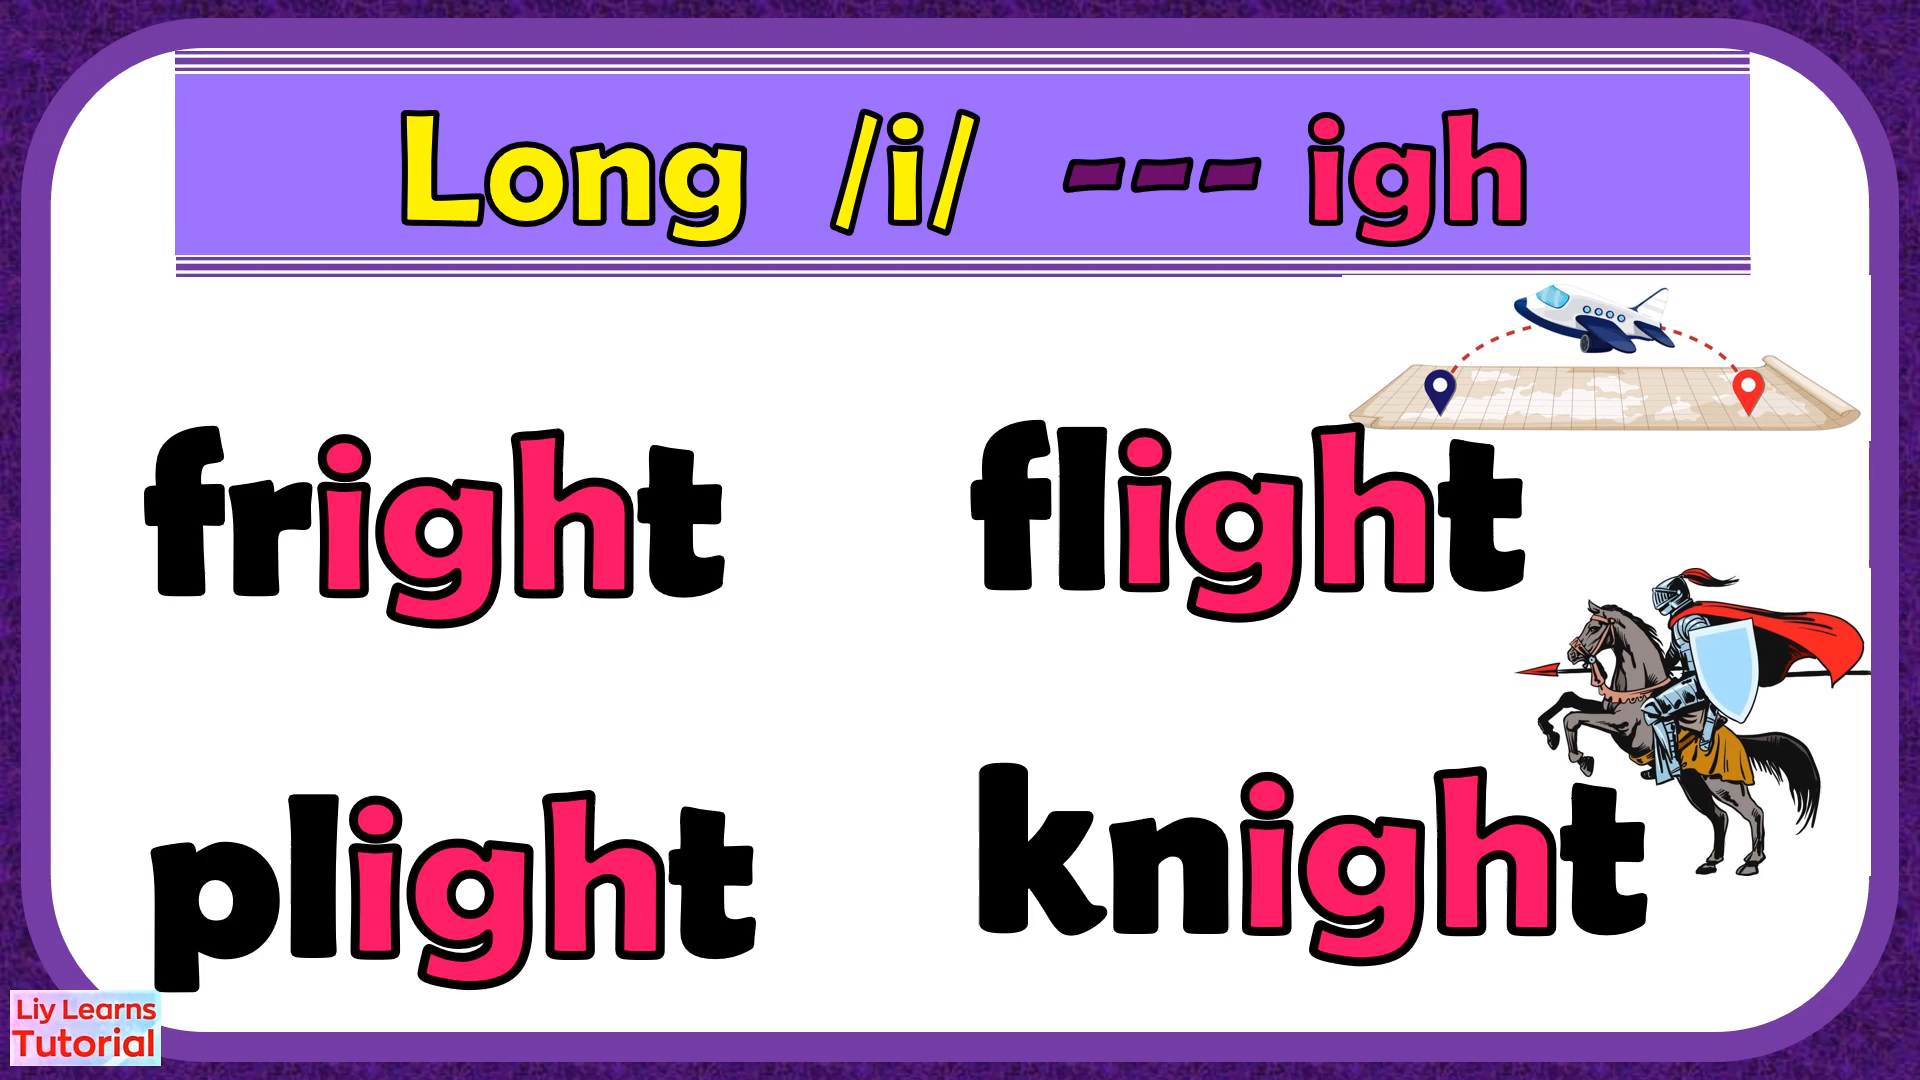 Long /i/ --- igh
fright flight
plight knight
Liy Learns
Tutorial